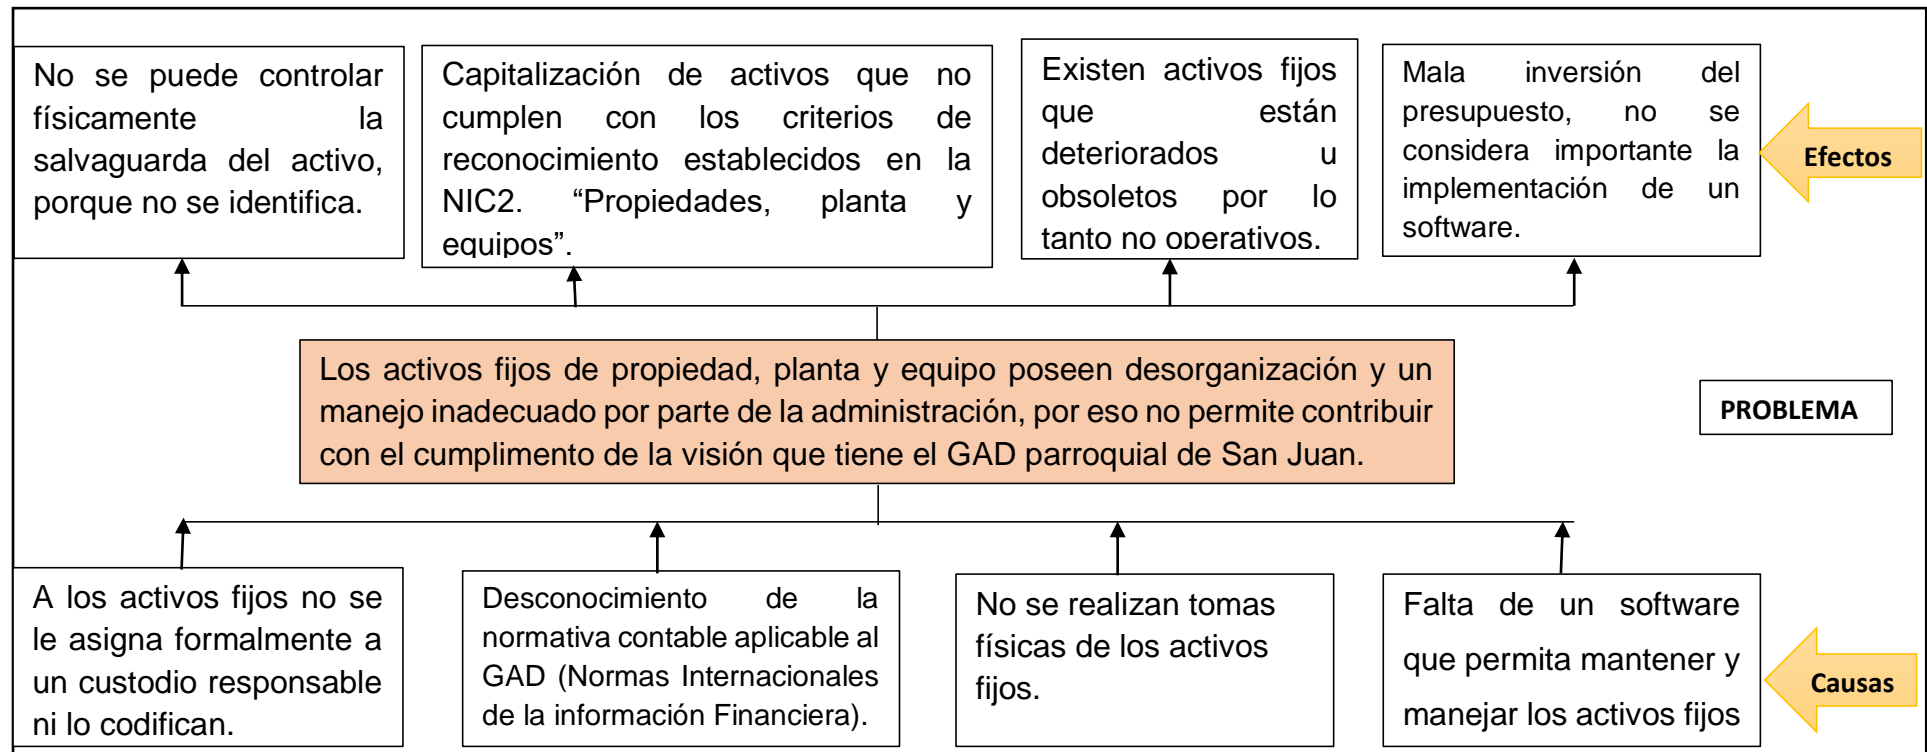 No se puede controlar
físicamente la
salvaguarda del activo,
porque no se identifica.
Capitalización de activos que no
cumplen con los criterios de
reconocimiento establecidos en la
NIC2. “Propiedades, planta y
equipos”.
Existen activos fijos
que están
deteriorados u
obsoletos por lo
tanto no operativos.
Mala inversión del
presupuesto, no se
considera importante la
implementación de un
software.
Efectos
Los activos fijos de propiedad, planta y equipo poseen desorganización y un
manejo inadecuado por parte de la administración, por eso no permite contribuir
con el cumplimento de la visión que tiene el GAD parroquial de San Juan.
PROBLEMA
A los activos fijos no se
le asigna formalmente a
un custodio responsable
ni lo codifican.
Desconocimiento de la
normativa contable aplicable al
GAD (Normas Internacionales
de la información Financiera).
No se realizan tomas
físicas de los activos
fijos.
Falta de un software
que permita mantener y
manejar los activos fijos
Causas